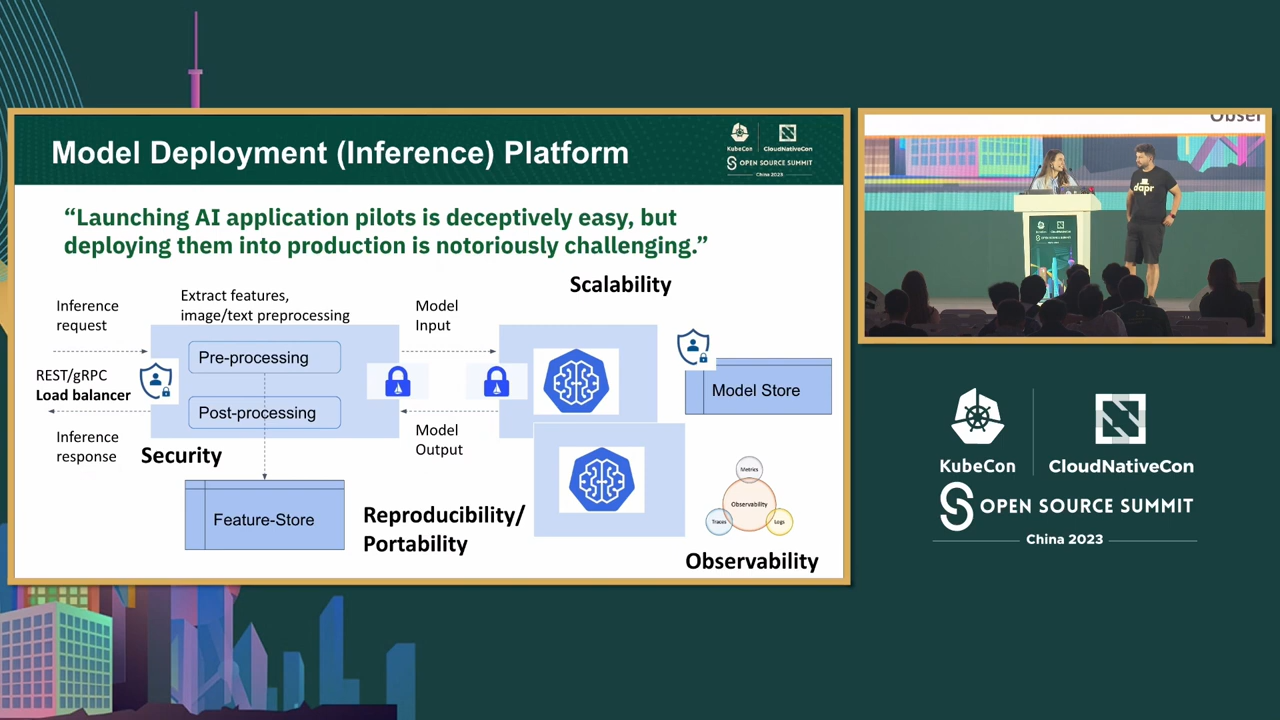 Model Deployment (Inference) Platform
KubeCon
CloudNativeCon
OPEN SOURCE SUMMIT
China 2023
“Launching AI application pilots is deceptively easy, but
deploying them into production is notoriously challenging.”
Scalability
Inference
request
Extract features,
image/text preprocessing
Model
Input
Pre-processing
REST/gRPC
Load balancer
Post-processing
Model Store
Inference
response
Model
Output
Security
Feature-Store
Reproducibility/
Portability
Metrics
Observability
Traces
Logs
Observability
Obser
dapr
KubeCon
CloudNativeCon
OPEN SOURCE SUMMIT
China 2023